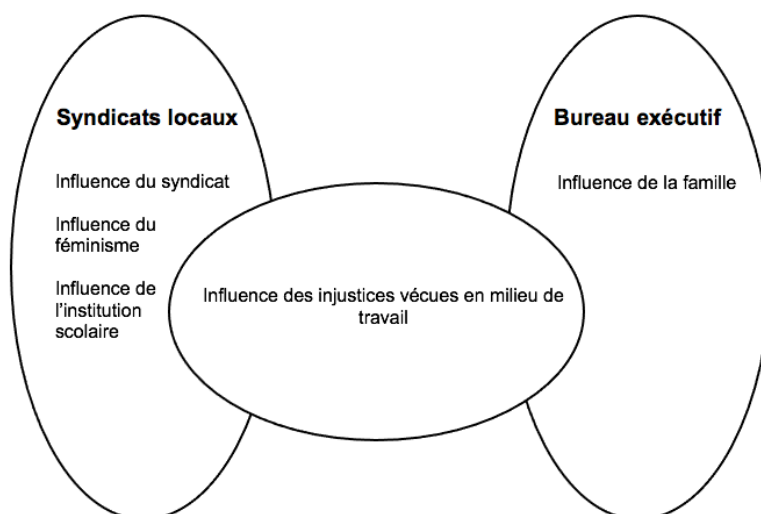 Syndicats locaux
Influence du syndicat
Influence du
féminisme
Influence de
l'institution
scolaire
Bureau exécutif
Influence de la famille
Influence des injustices vécues en milieu de
travail